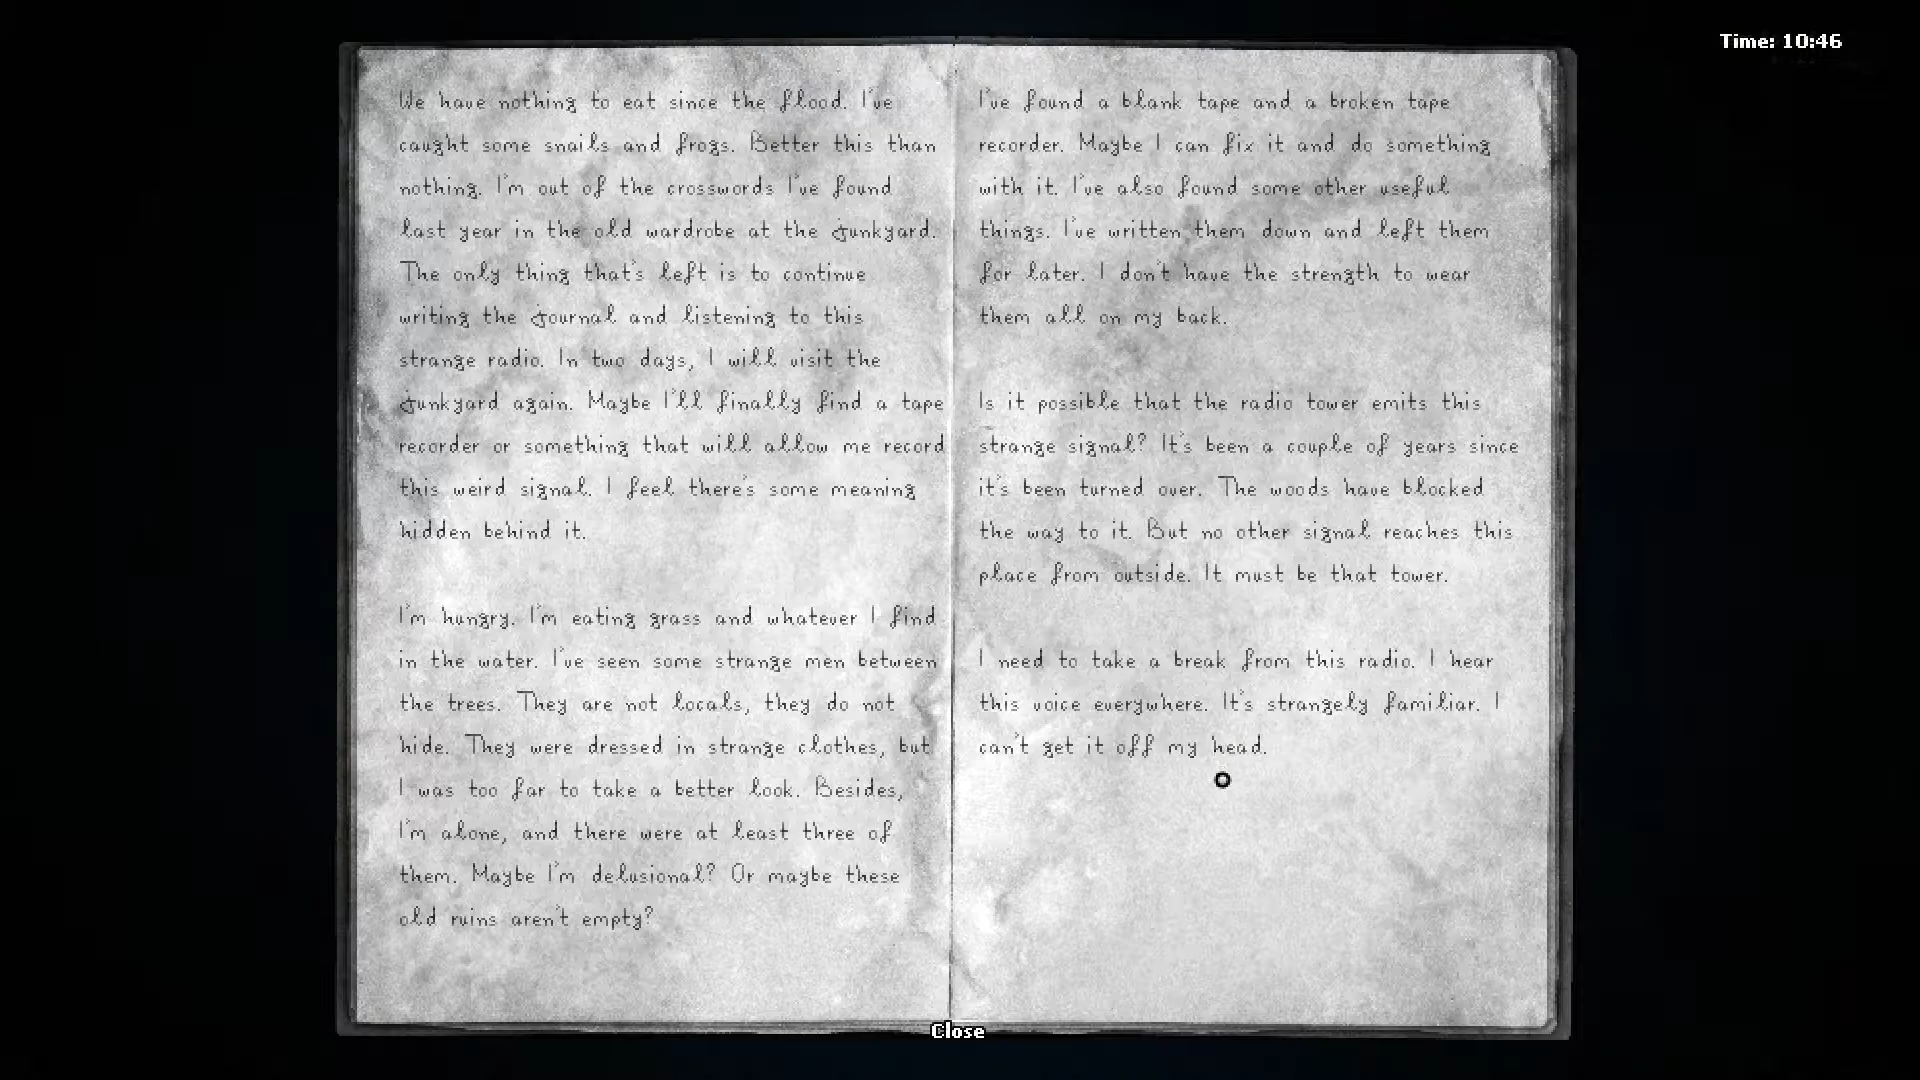 Time: 10:46
We have nothing to eat since the flood. I've
caught some snails and frogs. Better this than
nothing. I'm out of the crosswords I've found
last year in the old wardrobe at the junkyard.
The only thing that's left is to continue
writing the journal and listening to this
strange radio. In two days, I will visit the
junkyard again. Maybe I'll finally find a tape
recorder or something that will allow me record
this weird signal. I feel there's some meaning
hidden behind it.
I'm hungry. I'm eating grass and whatever I find
in the water. I've seen some strange men between
the trees. They are not locals, they do not
hide. They were dressed in strange clothes, but
I was too far to take a better look. Besides,
I'm alone, and there were at least three of
them. Maybe I'm delusional? Or maybe these
old ruins aren't empty?
I've found a blank tape and a broken tape
recorder. Maybe I can fix it and do something
with it. I've also found some other useful
things. I've written them down and left them
for later. I don't have the strength to wear
them all on my back.
Is it possible that the radio tower emits this
strange signal? It's been a couple of years since
it's been turned over. The woods have blocked
the way to it. But no other signal reaches this
place from outside. It must be that tower.
I need to take a break from this radio. I hear
this voice everywhere. It's strangely familiar. I
can't get it off my head.
Close